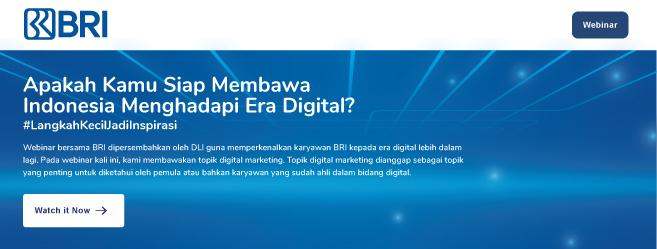 BRI
Webinar
Apakah Kamu Siap Membawa
Indonesia Menghadapi Era Digital?
#LangkahKecilJadiInspirasi
Webinar bersama BRI dipersembahkan oleh DLI guna memperkenalkan karyawan BRI kepada era digital lebih dalam
lagi. Pada webinar kali ini, kami membawakan topik digital marketing. Topik digital marketing dianggap sebagai topik
yang penting untuk diketahui oleh pemula atau bahkan karyawan yang sudah ahli dalam bidang digital.
Watch it Now →